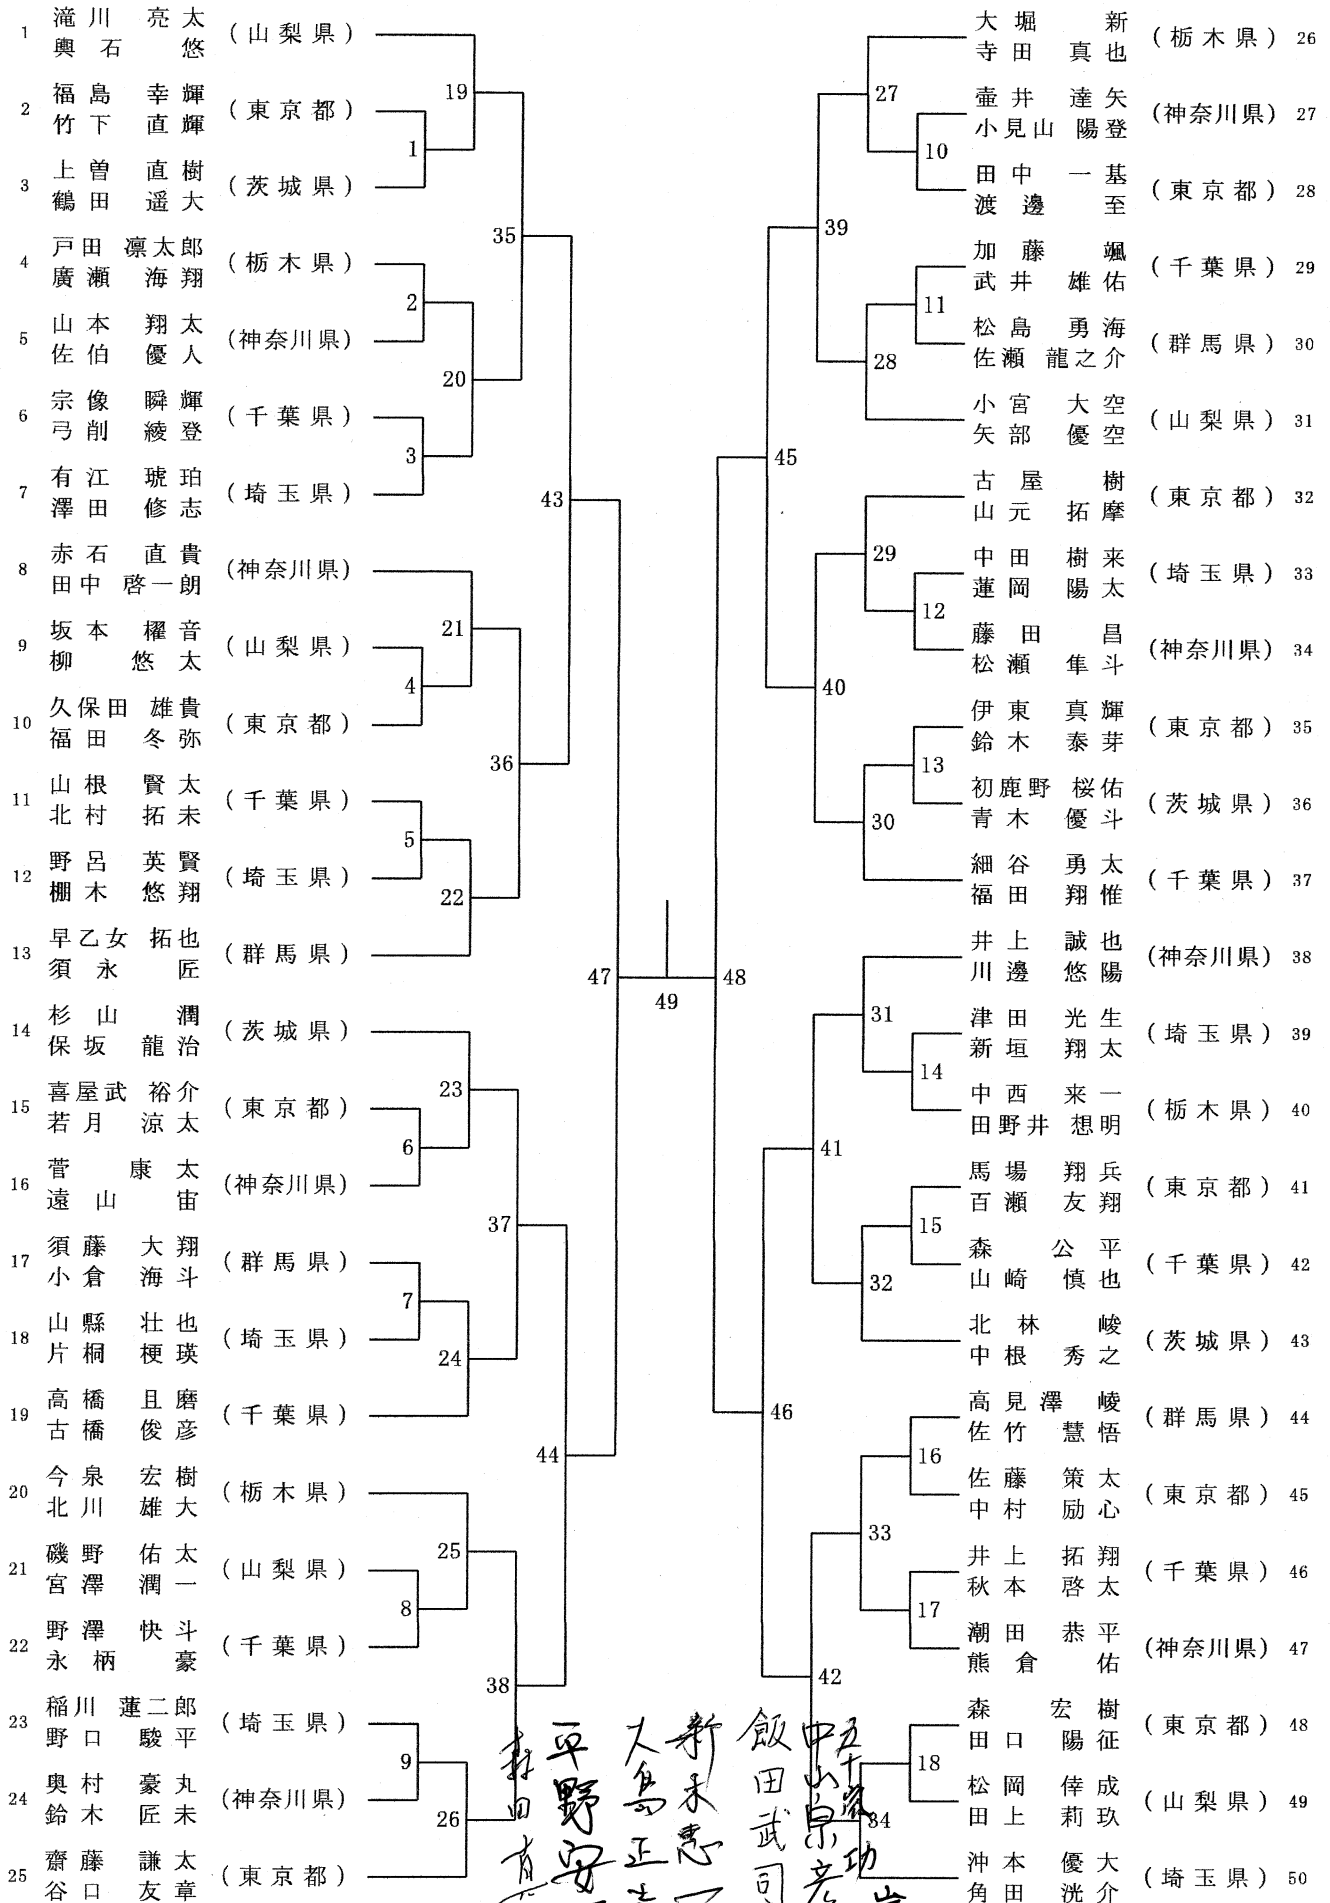 1 滝川 亮太 (山梨県)
輿石 悠
2 福島 幸輝 (東京都)
竹下 直輝
3 上曽 直樹 (茨城県)
鶴田 遥大
4 戸田 凛太郎 (栃木県)
廣瀬 海翔
5 山本 翔太 (神奈川県)
佐伯 優人
6 宗像 瞬輝 (千葉県)
弓削 綾登
7 有江 琥珀 (埼玉県)
澤田 修志
8 赤石 直貴 (神奈川県)
田中 啓一朗
9 坂本 櫂音 (山梨県)
柳 悠太
10 久保田 雄貴 (東京都)
福田 冬弥
11 山根 賢太 (千葉県)
北村 拓未
12 野呂 英賢 (埼玉県)
棚木 悠翔
13 早乙女 拓也 (群馬県)
須永 匠
14 杉山 潤 (茨城県)
保坂 龍治
15 喜屋武 裕介 (東京都)
若月 涼太
16 菅 康太 (神奈川県)
遠山 宙
17 須藤 大翔 (群馬県)
小倉 海斗
18 山縣 壮也 (埼玉県)
片桐 梗瑛
19 高橋 且磨 (千葉県)
古橋 俊彦
20 今泉 宏樹 (栃木県)
北川 雄大
21 磯野 佑太 (山梨県)
宮澤 潤一
22 野澤 快斗 (千葉県)
永柄 豪
23 稲川 蓮二郎 (埼玉県)
野口 駿平
24 奥村 豪丸 (神奈川県)
鈴木 匠未
25 齋藤 謙太 (東京都)
谷口 友章
1
2
3
4
5
6
7
8
9
19
20
21
22
23
24
25
26
35
36
37
38
43
44
47
49
48
45
46
39
40
41
42
27
28
29
30
31
32
33
34
10
11
12
13
14
15
16
17
18
大堀 新 (栃木県) 26
寺田 真也
壷井 達矢 (神奈川県) 27
小見山 陽登
田中 一基 (東京都) 28
渡邊 至
加藤 颯 (千葉県) 29
武井 雄佑
松島 勇海 (群馬県) 30
佐瀬 龍之介
小宮 大空 (山梨県) 31
矢部 優空
古屋 樹 (東京都) 32
山元 拓摩
中田 樹来 (埼玉県) 33
蓮岡 陽太
藤田 昌 (神奈川県) 34
松瀬 隼斗
伊東 真輝 (東京都) 35
鈴木 泰芽
初鹿野 桜佑 (茨城県) 36
青木 優斗
細谷 勇太 (千葉県) 37
福田 翔惟
井上 誠也 (神奈川県) 38
川邊 悠陽
津田 光生 (埼玉県) 39
新垣 翔太
中西 来一 (栃木県) 40
田野井 想明
馬場 翔兵 (東京都) 41
百瀬 友翔
森 公平 (千葉県) 42
山崎 慎也
北林 崚 (茨城県) 43
中根 秀之
高見澤 崚 (群馬県) 44
佐竹 慧悟
佐藤 策太 (東京都) 45
中村 励心
井上 拓翔 (千葉県) 46
秋本 啓太
潮田 恭平 (神奈川県) 47
熊倉 佑
森 宏樹 (東京都) 48
田口 陽征
松岡 倖成 (山梨県) 49
田上 莉玖
沖本 優大 (埼玉県) 50
角田 洸介
飯田武司
大島正
平野安